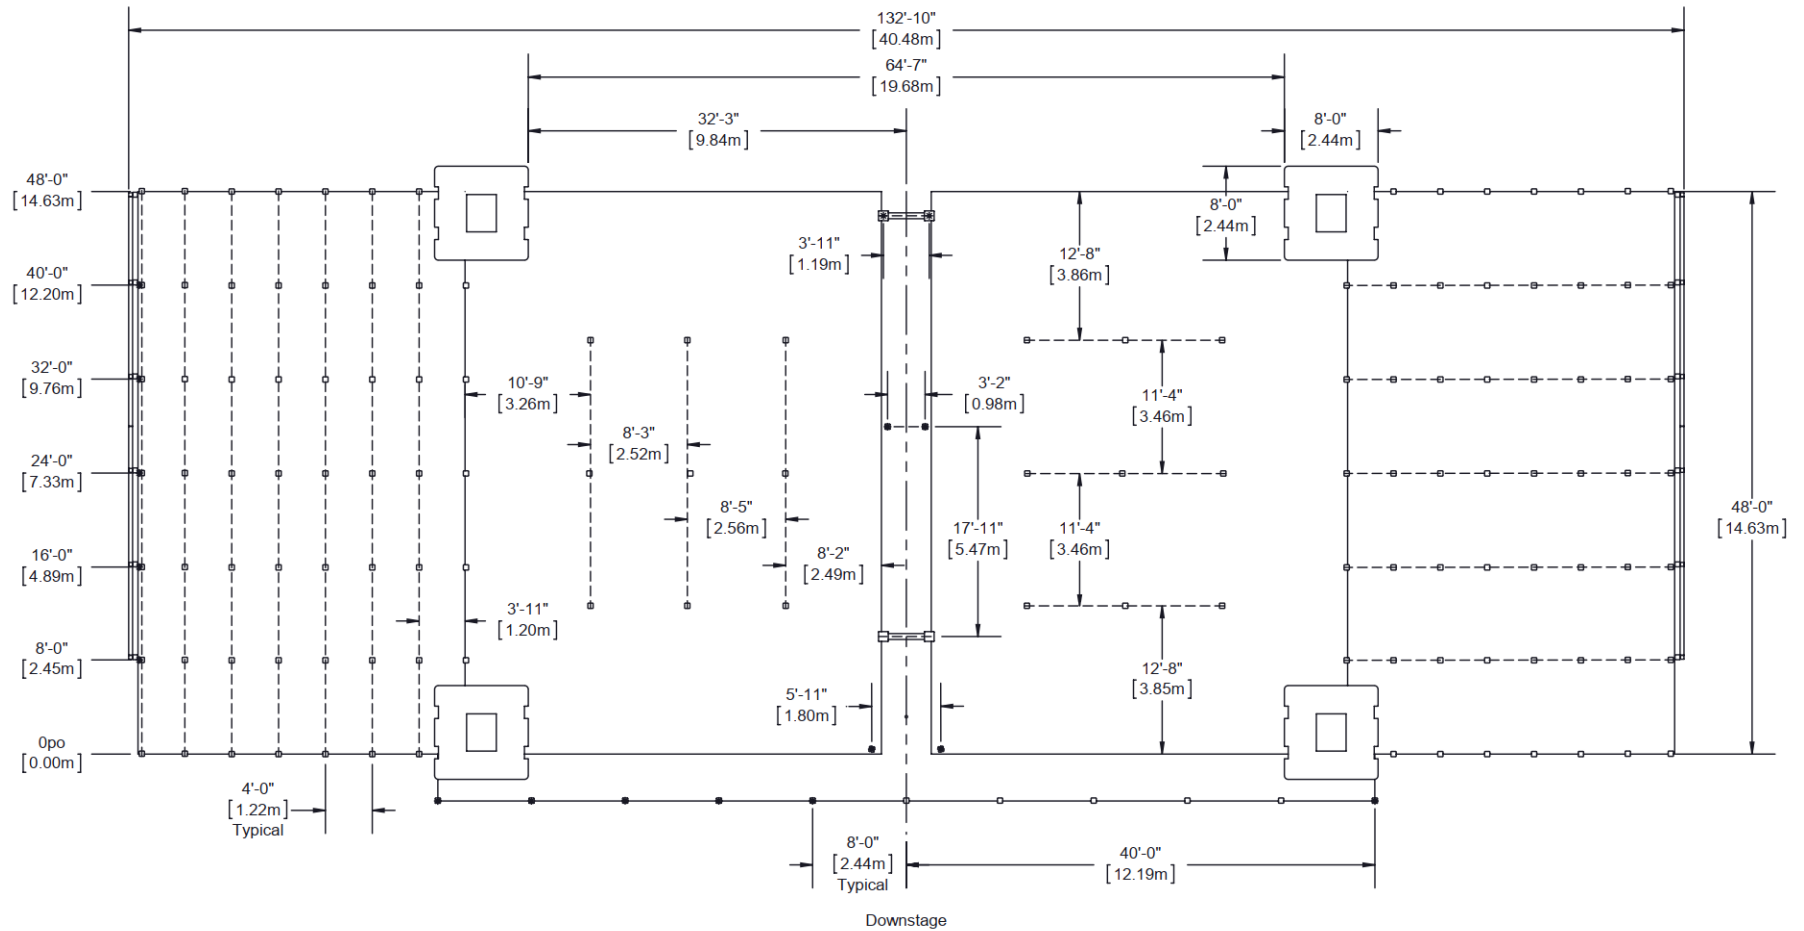 132'-10"
[40.48m]
64'-7"
[19.68m]
32'-3"
[9.84m]
8'-0"
[2.44m]
48'-0"
[14.63m]
8'-0"
[2.44m]
3'-11"
[1.19m]
12'-8"
[3.86m]
40'-0"
[12.20m]
32'-0"
[9.76m]
10'-9"
[3.26m]
3'-2"
[0.98m]
11'-4"
[3.46m]
8'-3"
[2.52m]
24'-0"
[7.33m]
8'-5"
[2.56m]
17'-11"
[5.47m]
11'-4"
[3.46m]
48'-0"
[14.63m]
16'-0"
[4.89m]
8'-2"
[2.49m]
3'-11"
[1.20m]
8'-0"
[2.45m]
12'-8"
[3.85m]
5'-11"
[1.80m]
0po
[0.00m]
4'-0"
[1.22m]
Typical
8'-0"
[2.44m]
Typical
40'-0"
[12.19m]
Downstage